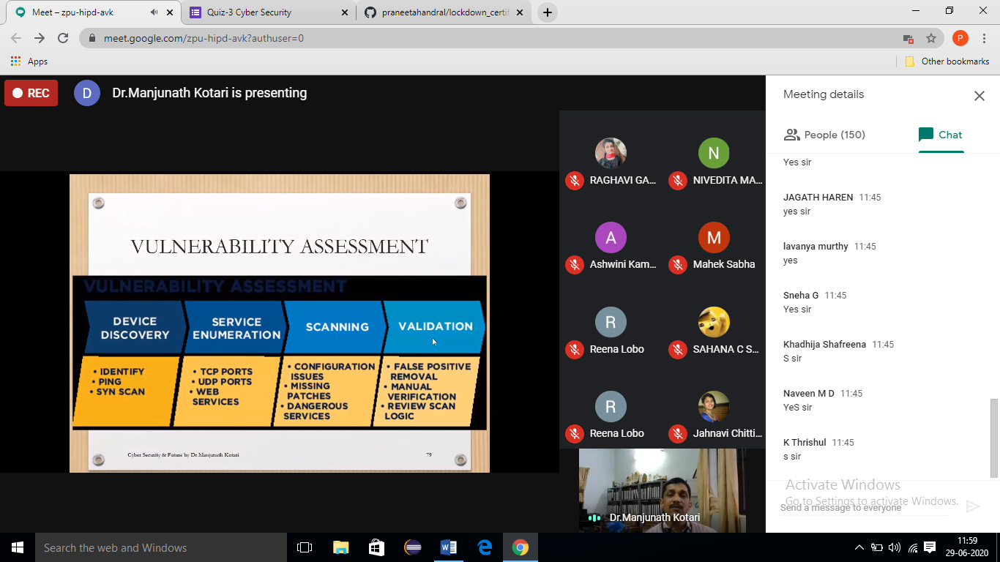 Meet – zpu-hipd-avk
Quiz-3 Cyber Security
praneetahandral/lockdown_certif
meet.google.com/zpu-hipd-avk?authuser=0
P
Apps
Other bookmarks
REC
D
Dr.Manjunath Kotari is presenting
VULNERABILITY ASSESSMENT
VULNERABILITY ASSESSMENT
DEVICE
DISCOVERY
SERVICE
ENUMERATION
SCANNING
VALIDATION
• IDENTIFY
• PING
• SYN SCAN
• TCP PORTS
• UDP PORTS
• WEB
SERVICES
• CONFIGURATION
ISSUES
• MISSING
PATCHES
• DANGEROUS
SERVICES
• FALSE POSITIVE
REMOVAL
• MANUAL
VERIFICATION
• REVIEW SCAN
LOGIC
Cyber Security & Future by Dr.Manjunath Kotari
79
RAGHAVI GA...
N
NIVEDITA MA...
A
Ashwini Kam...
M
Mahek Sabha
R
Reena Lobo
SAHANA C S...
R
Reena Lobo
Jahnavi Chitti...
Dr.Manjunath Kotari
Meeting details
People (150)
Chat
Yes sir
JAGATH HAREN 11:45
yes sir
lavanya murthy 11:45
yes
Sneha G 11:45
Yes sir
Khadhija Shafreena 11:45
S sir
Naveen M D 11:45
YeS sir
K Thrishul 11:45
s sir
Activate Windows
Go to Settings to activate Windows.
Send a message to everyone
Search the web and Windows
11:59
29-06-2020